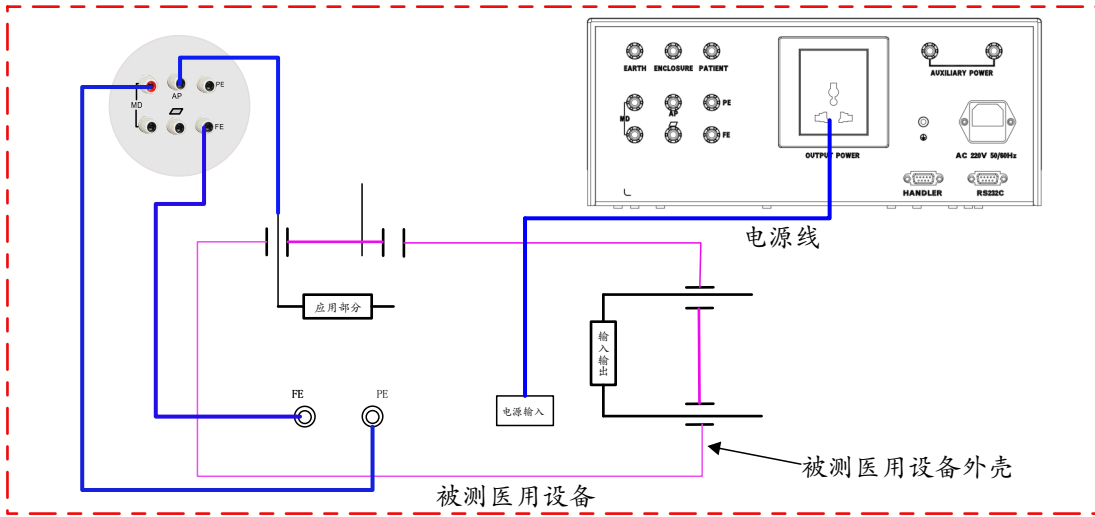 EARTH ENCLOSURE PATIENT
AUXILIARY POWER
MD AP PE
FE
OUTPUT POWER
AC 220V 50/60Hz
HANDLER RS232C
MD AP PE
FE
电源线
应用部分
输入输出
FE PE
电源输入
被测医用设备外壳
被测医用设备